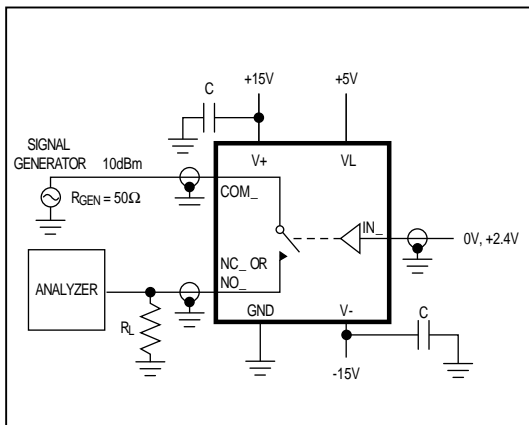 +15V
+5V
C
SIGNAL
GENERATOR
10dBm
V+
VL
COM_
RGEN = 50Ω
IN_
0V, +2.4V
NC_ OR
NO_
ANALYZER
GND
V-
RL
C
-15V